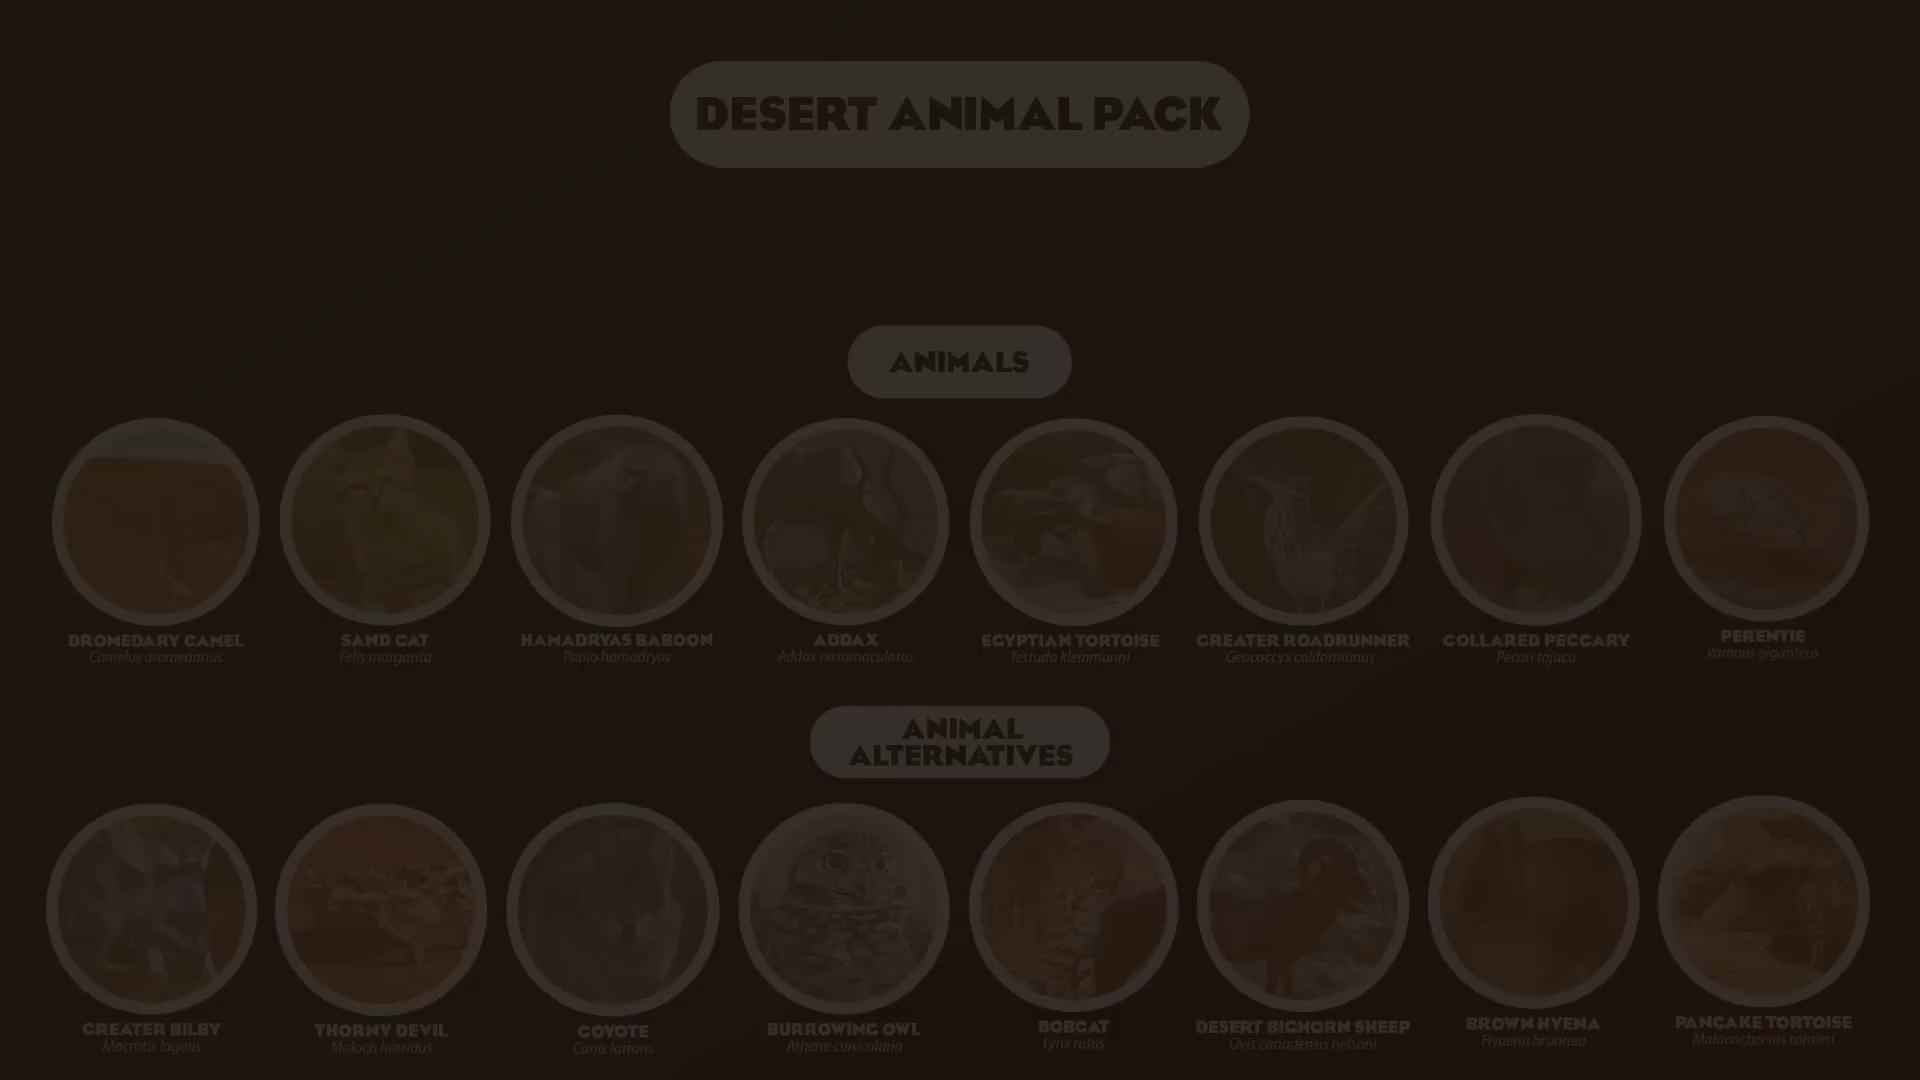 DESERT ANIMAL PACK
ANIMALS
DROMEDARY CAMEL
Camelus dromedarius
SAND CAT
Felis margarita
HAMADRYAS BABOON
Papio hamadryas
ADDAX
Addax nasomaculatus
EGYPTIAN TORTOISE
Testudo kleinmanni
GREATER ROADRUNNER
Geococcyx californianus
COLLARED PECCARY
Pecari tajacu
PERENTIE
Varanus giganteus
ANIMAL
ALTERNATIVES
GREATER BILBY
Macrotis lagotis
THORNY DEVIL
Moloch horridus
COYOTE
Canis latrans
BURROWING OWL
Athene cunicularia
BOBCAT
Lynx rufus
DESERT BIGHORN SHEEP
Ovis canadensis nelsoni
BROWN HYENA
Hyaena brunnea
PANCAKE TORTOISE
Malacochersus tornieri